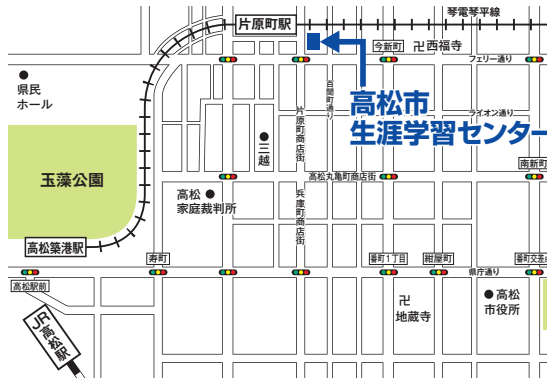 琴電琴平線
片原町駅
今新町
卍西福寺
フェリー通り
県民
ホール
百間町通り
高松市
生涯学習センター
片原町商店街
ライオン通り
三越
玉藻公園
高松丸亀町商店街
南新町
高松
家庭裁判所
兵庫町商店街
高松築港駅
寿町
番町1丁目
紺屋町
番町交差点
県庁通り
高松駅前
JR高松駅
卍
地蔵寺
高松
市役所